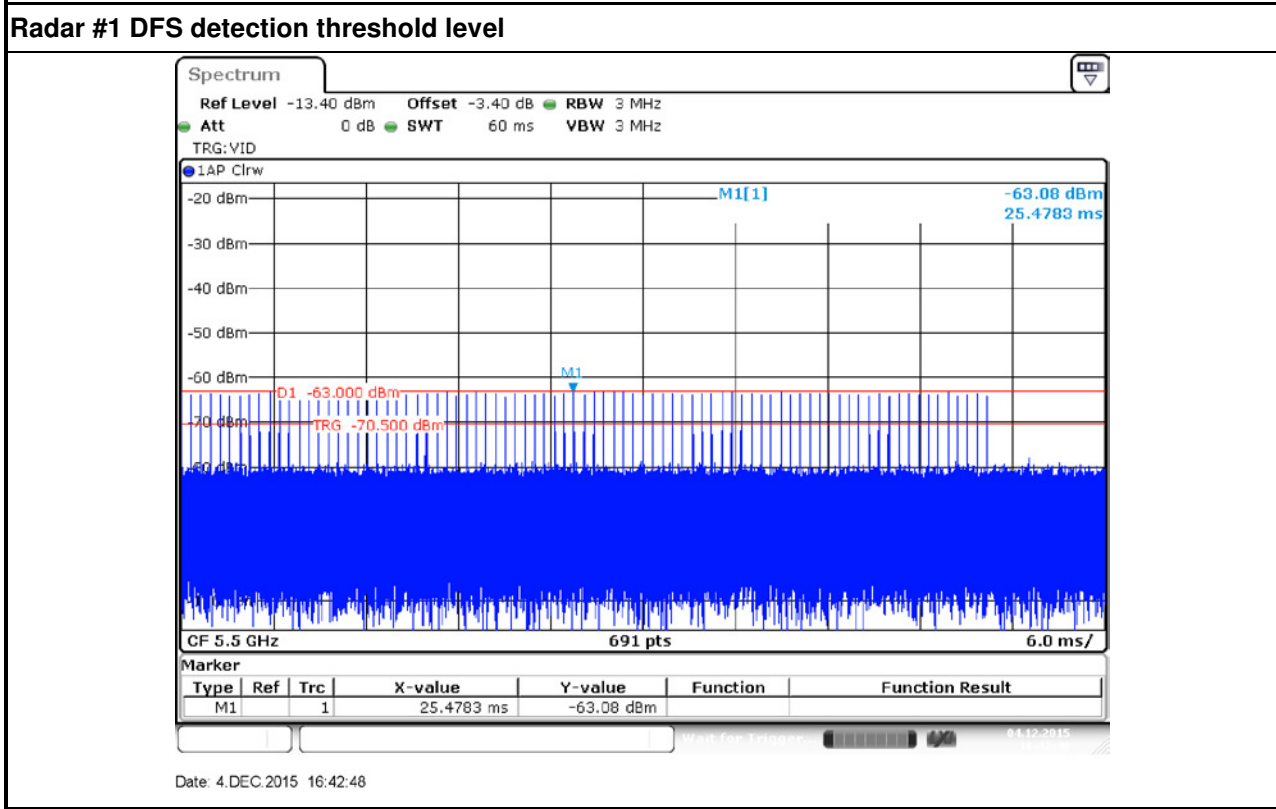 Radar #1 DFS detection threshold level
Spectrum
Ref Level -13.40 dBm Offset -3.40 dB RBW 3 MHz
Att 0 dB SWT 60 ms VBW 3 MHz
TRG:VID
1AP Clrw
-20 dBm
M1[1] -63.08 dBm
25.4783 ms
-30 dBm
-40 dBm
-50 dBm
-60 dBm
M1
D1 -63.000 dBm
-70 dBm
TRG -70.500 dBm
-80 dBm
CF 5.5 GHz 691 pts 6.0 ms/
Marker
Type Ref Trc X-value Y-value Function Function Result
M1 1 25.4783 ms -63.08 dBm
Wait for Trigger... 04.12.2015
Date: 4.DEC.2015 16:42:48